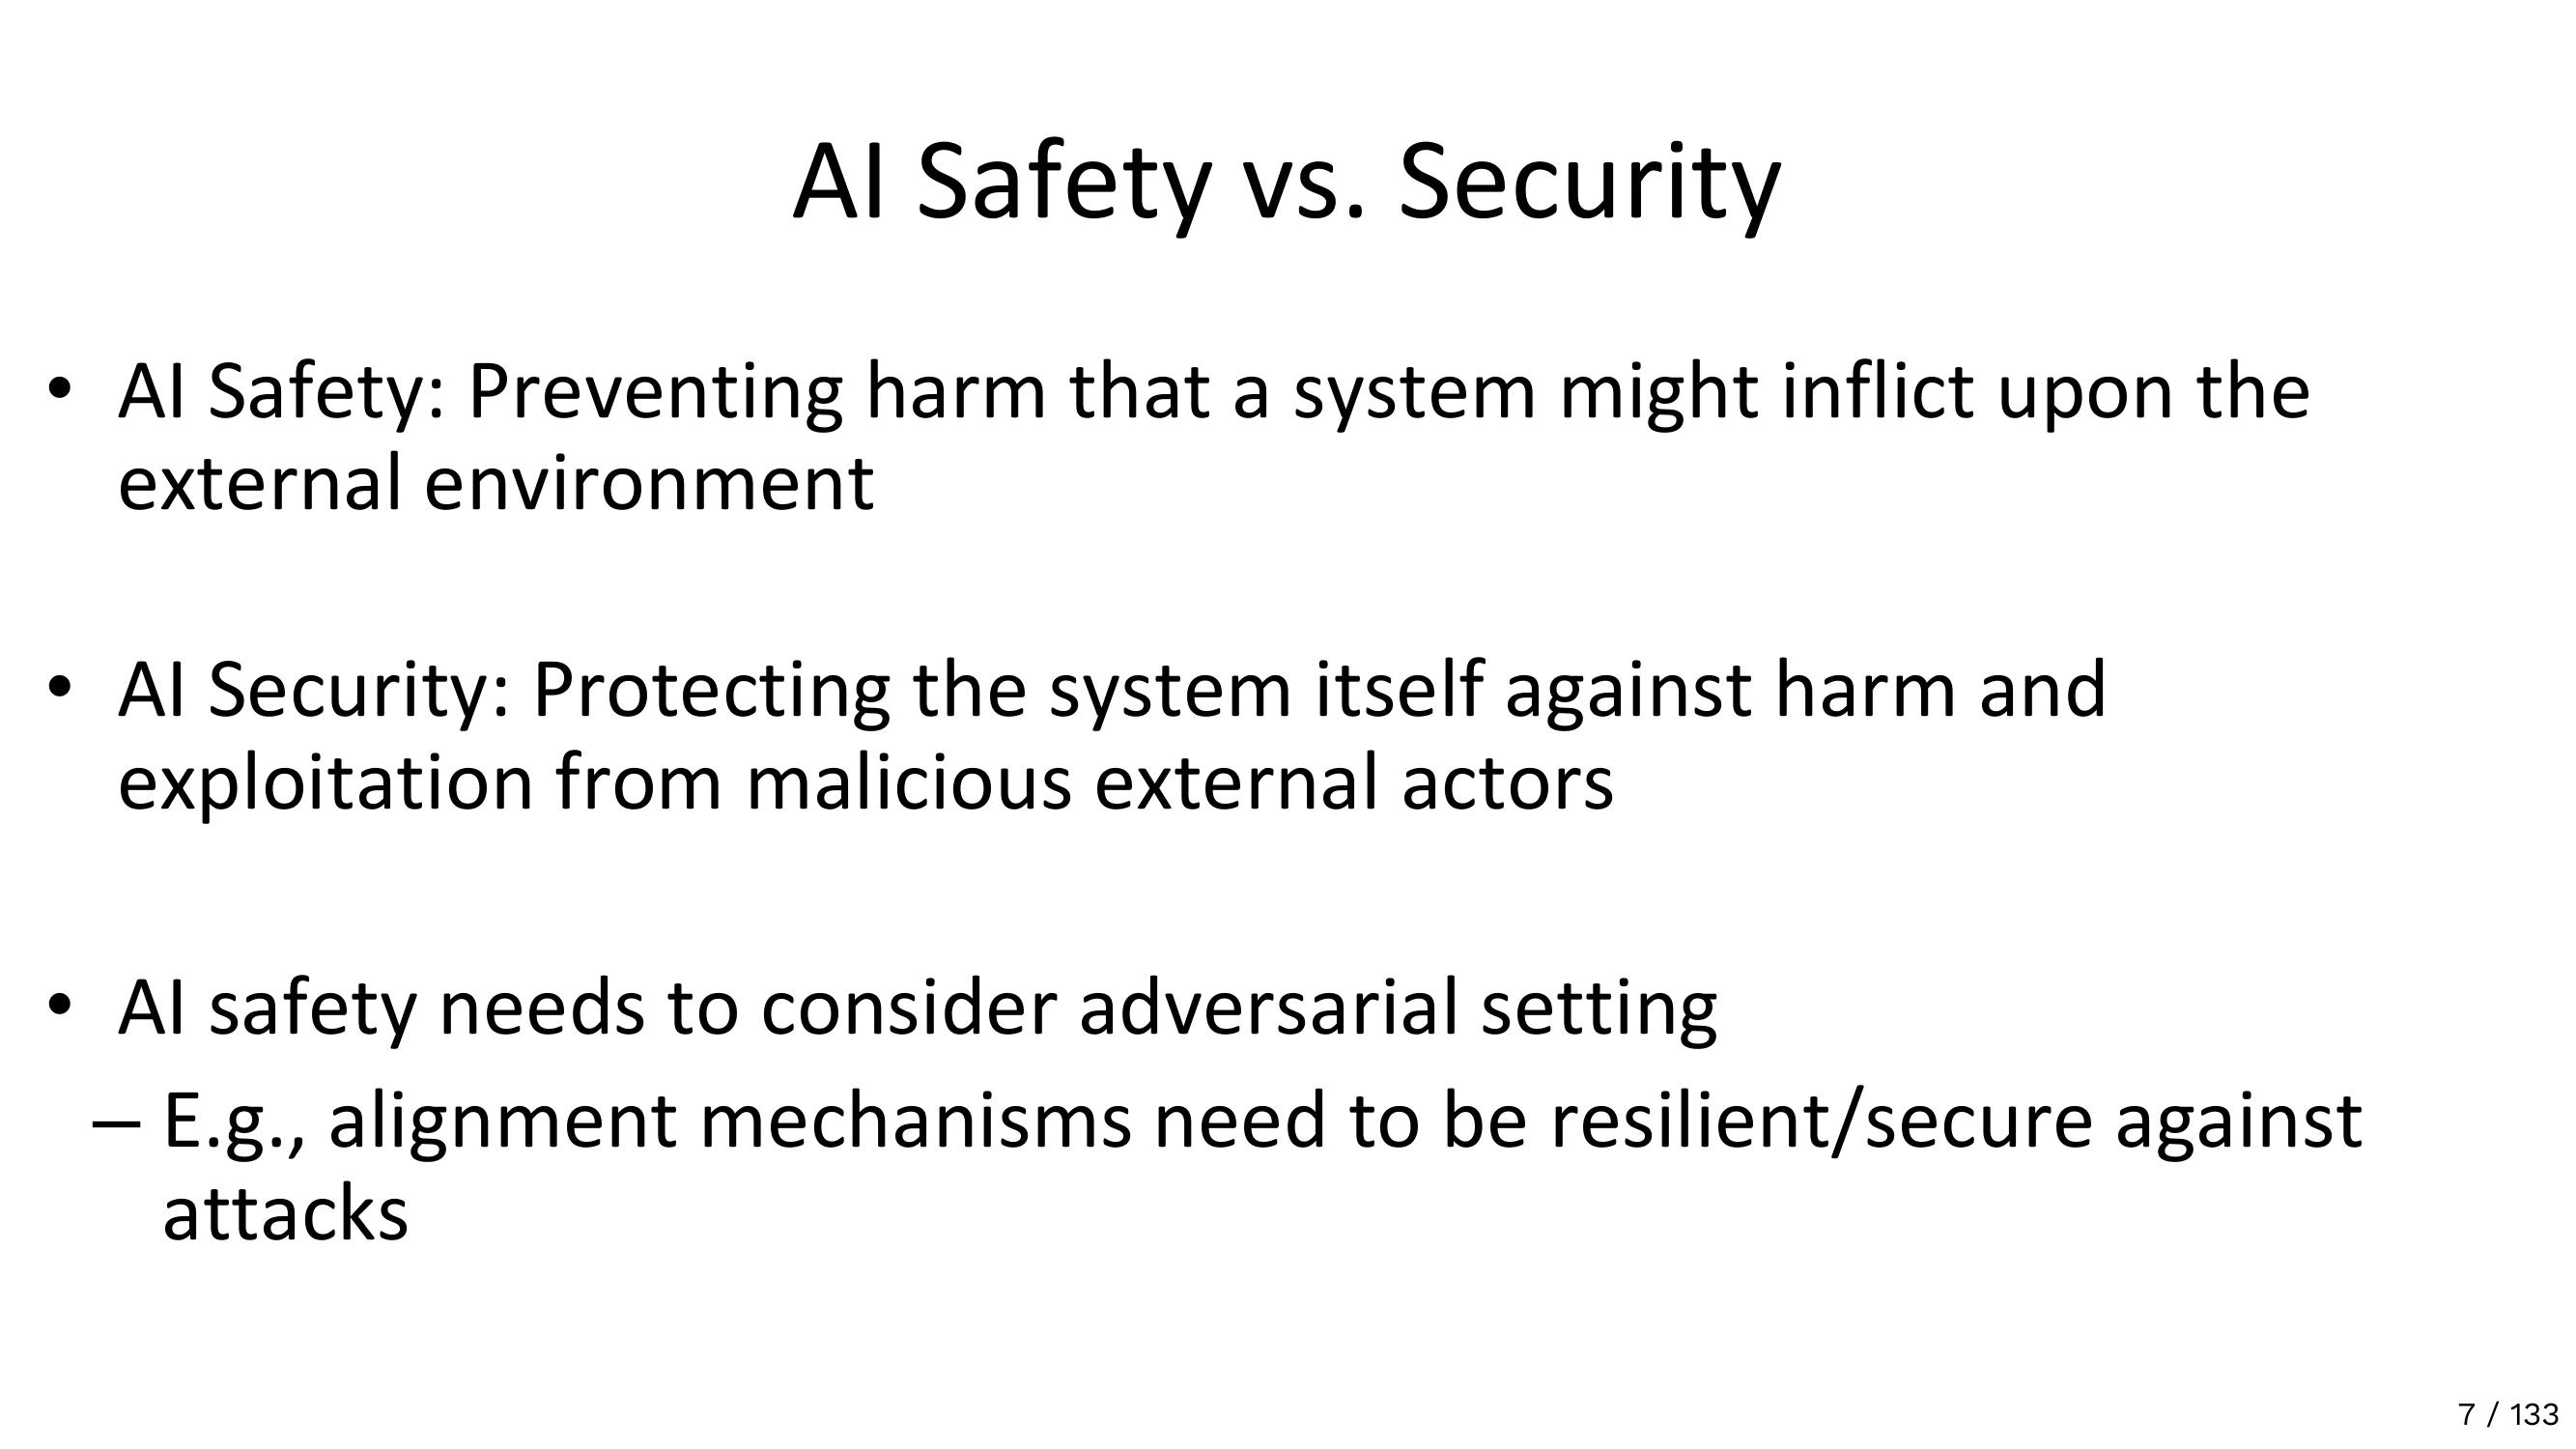 AI Safety vs. Security
• AI Safety: Preventing harm that a system might inflict upon the
external environment
• AI Security: Protecting the system itself against harm and
exploitation from malicious external actors
• AI safety needs to consider adversarial setting
– E.g., alignment mechanisms need to be resilient/secure against
attacks
7 / 133